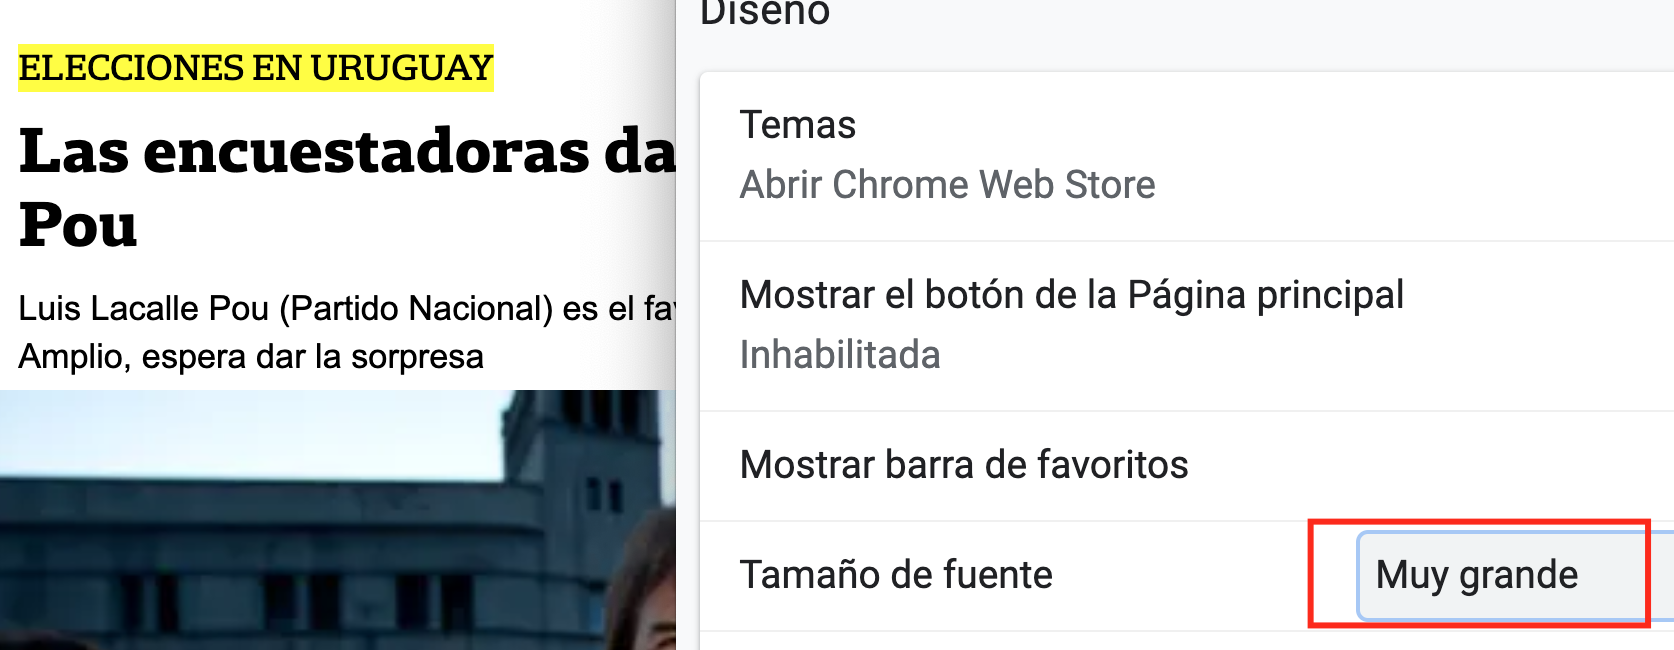 ELECCIONES EN URUGUAY
Las encuestadoras da
Pou
Luis Lacalle Pou (Partido Nacional) es el fav
Amplio, espera dar la sorpresa
Diseño
Temas
Abrir Chrome Web Store
Mostrar el botón de la Página principal
Inhabilitada
Mostrar barra de favoritos
Tamaño de fuente
Muy grande